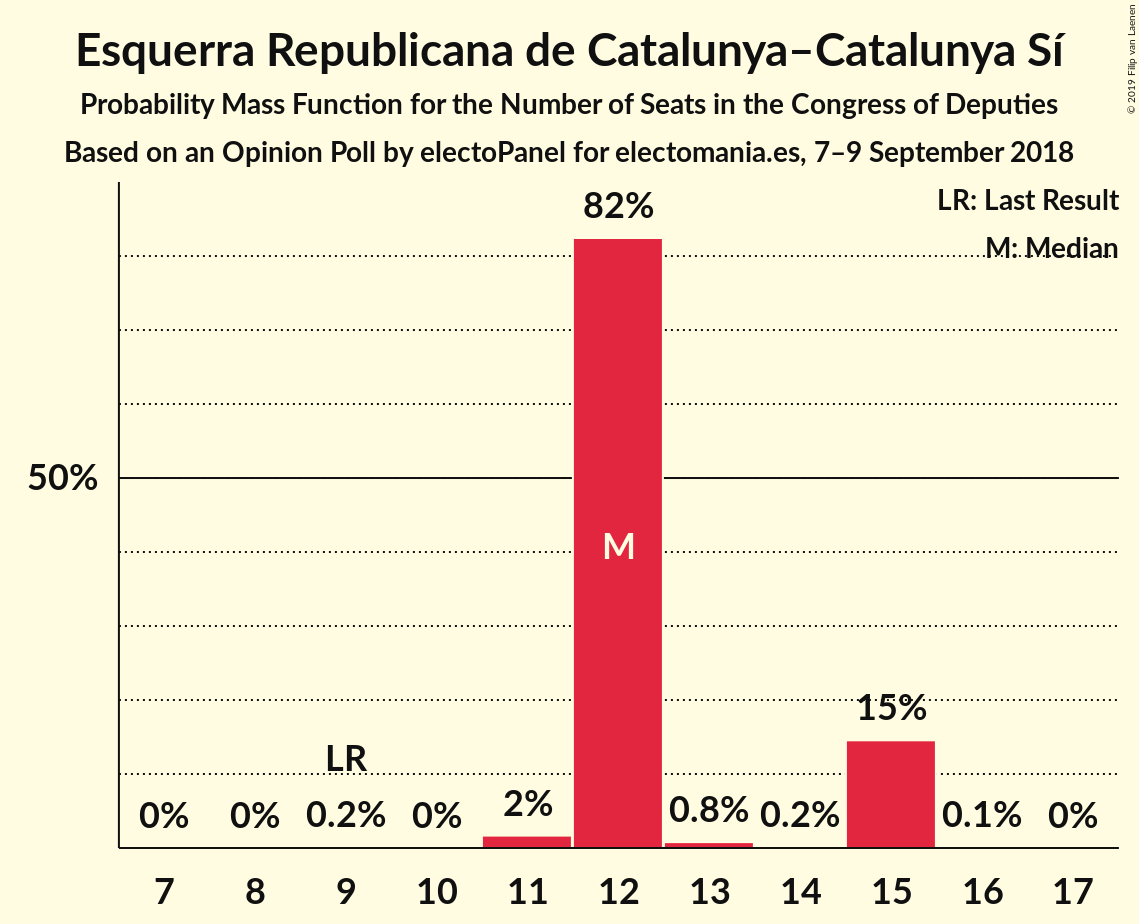 Esquerra Republicana de Catalunya–Catalunya Sí
Probability Mass Function for the Number of Seats in the Congress of Deputies
Based on an Opinion Poll by electoPanel for electomania.es, 7–9 September 2018
© 2019 Filip van Laenen
LR: Last Result
M: Median
82%
50%
M
15%
LR
0% 0% 0.2% 0% 2% 0.8% 0.2% 0.1% 0%
7 8 9 10 11 12 13 14 15 16 17